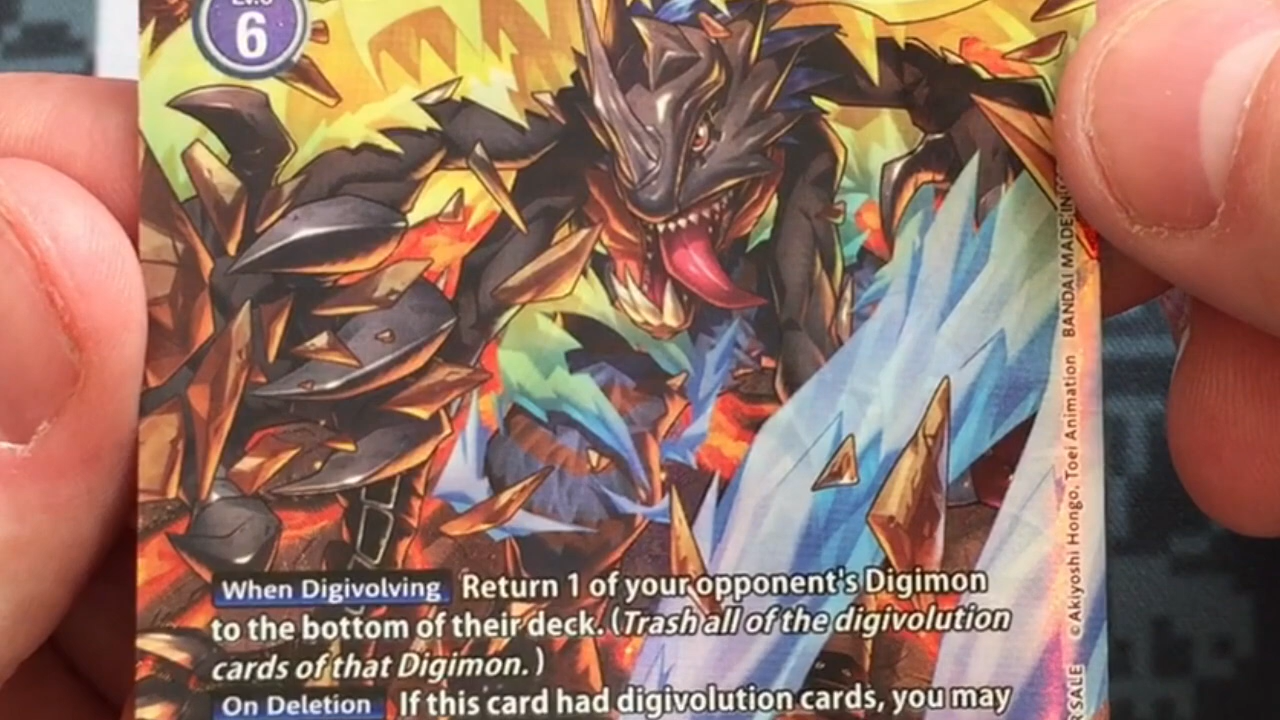 6
When Digivolving Return 1 of your opponent's Digimon
to the bottom of their deck. (Trash all of the digivolution
cards of that Digimon.)
On Deletion If this card had digivolution cards, you may
©Akiyoshi Hongo, Toei Animation BANDAI MADE IN